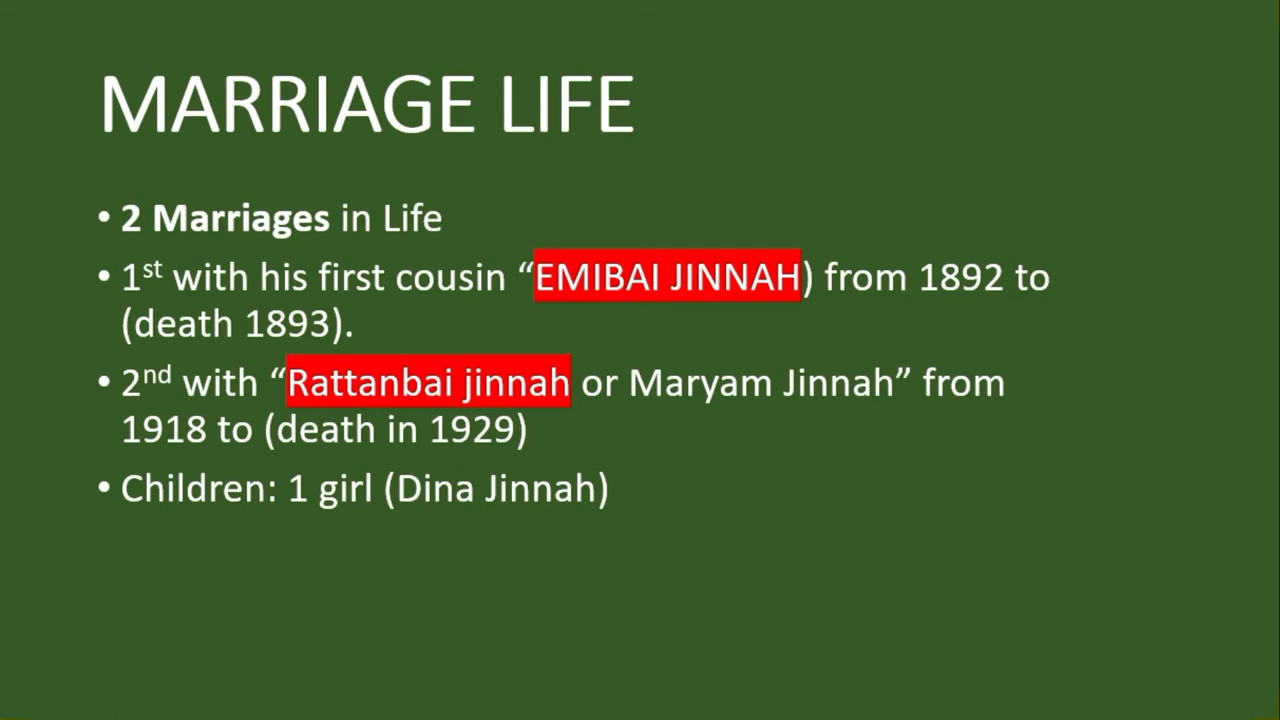 MARRIAGE LIFE
• 2 Marriages in Life
• 1st with his first cousin “EMIBAI JINNAH) from 1892 to
(death 1893).
• 2nd with “Rattanbai jinnah or Maryam Jinnah” from
1918 to (death in 1929)
• Children: 1 girl (Dina Jinnah)